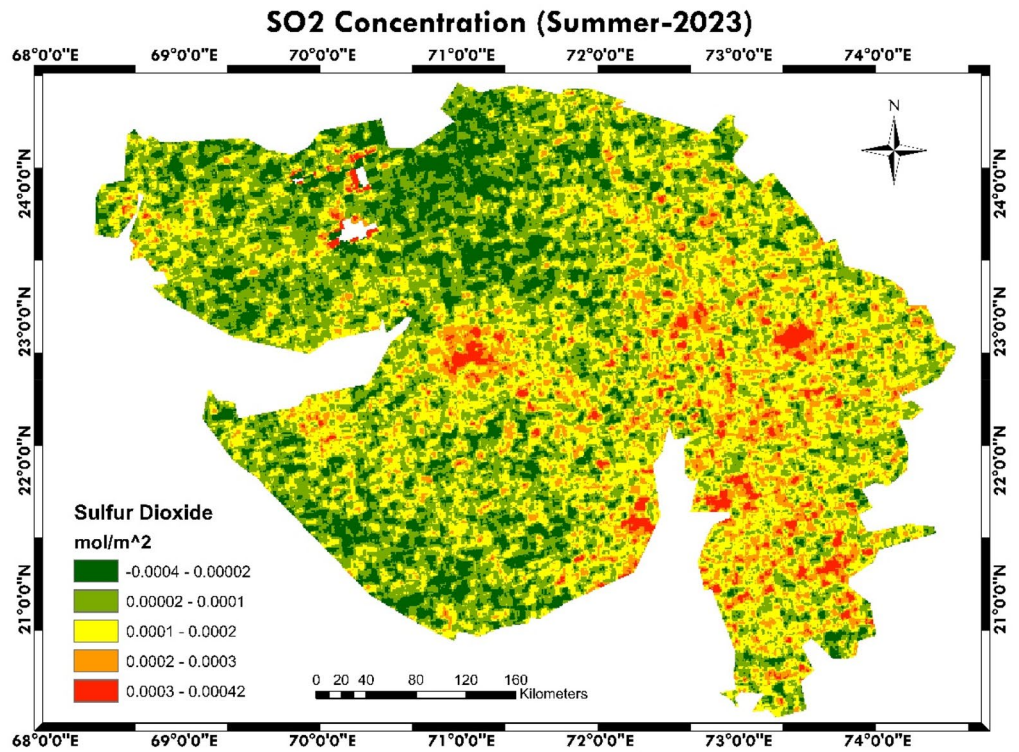 SO2 Concentration (Summer-2023)
68°0'0"E 69°0'0"E 70°0'0"E 71°0'0"E 72°0'0"E 73°0'0"E 74°0'0"E
N
24°0'0"N 24°0'0"N
23°0'0"N 23°0'0"N
22°0'0"N 22°0'0"N
21°0'0"N 21°0'0"N
Sulfur Dioxide
mol/m^2
-0.0004 - 0.00002
0.00002 - 0.0001
0.0001 - 0.0002
0.0002 - 0.0003
0.0003 - 0.00042
0 20 40 80 120 160
Kilometers
68°0'0"E 69°0'0"E 70°0'0"E 71°0'0"E 72°0'0"E 73°0'0"E 74°0'0"E